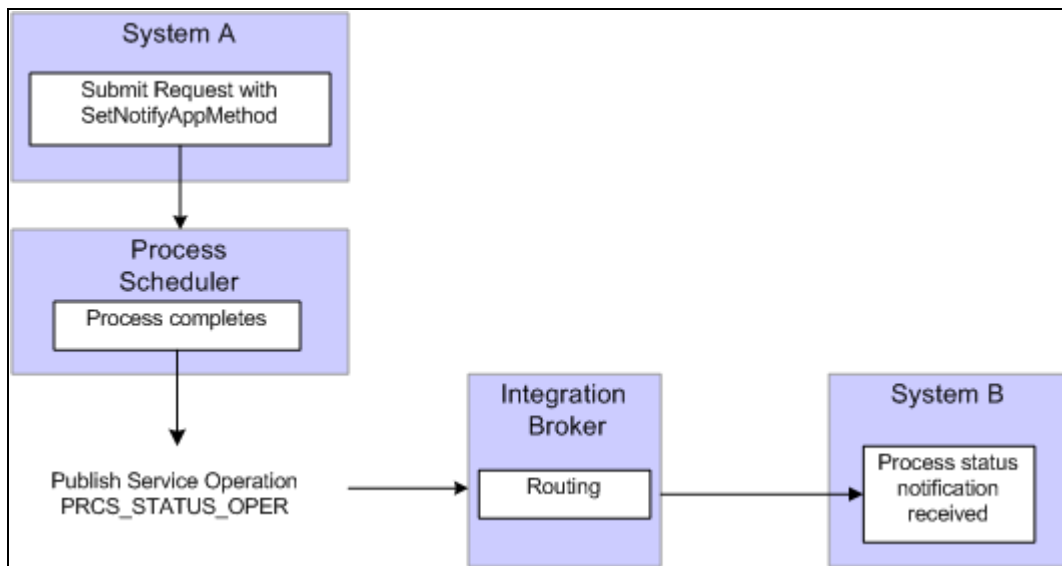 System A
Submit Request with
SetNotifyAppMethod
Process
Scheduler
Process completes
Publish Service Operation
PRCS_STATUS_OPER
Integration
Broker
Routing
System B
Process status
notification
received